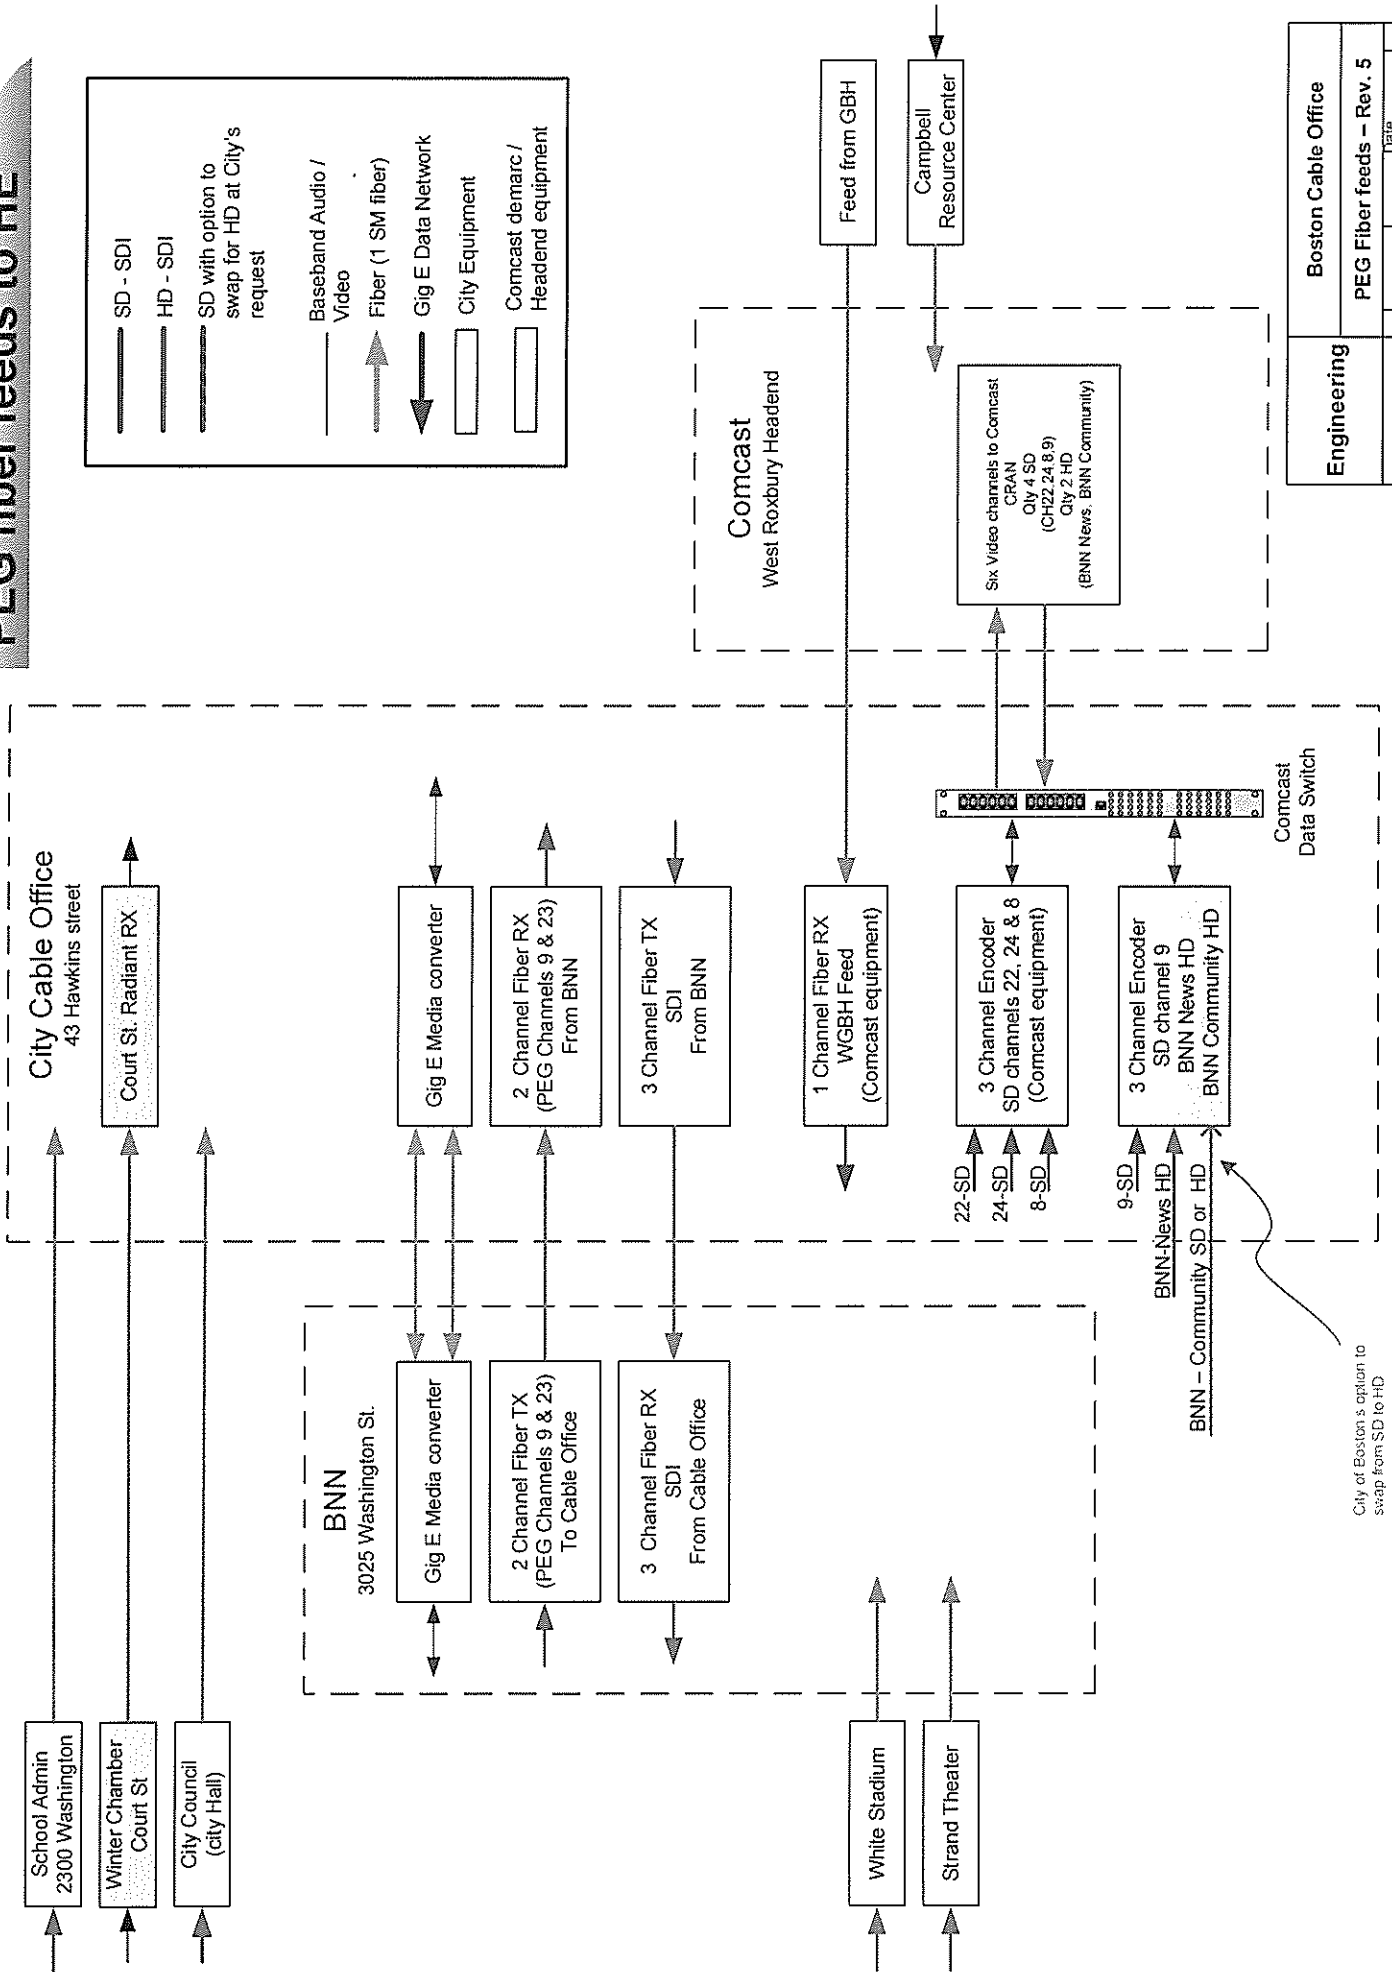 PEG fiber feeds to HE
SD - SDI
HD - SDI
SD with option to
swap for HD at City's
request
Baseband Audio /
Video
Fiber (1 SM fiber)
Gig E Data Network
City Equipment
Comcast demarc /
Headend equipment
School Admin
2300 Washington
Winter Chamber
Court St
City Council
(city Hall)
City Cable Office
43 Hawkins street
Court St. Radiant RX
BNN
3025 Washington St.
Gig E Media converter
2 Channel Fiber TX
(PEG Channels 9 & 23)
To Cable Office
3 Channel Fiber RX
SDI
From Cable Office
Gig E Media converter
2 Channel Fiber RX
(PEG Channels 9 & 23)
From BNN
3 Channel Fiber TX
SDI
From BNN
1 Channel Fiber RX
WGBH Feed
(Comcast equipment)
22-SD
24-SD
8-SD
3 Channel Encoder
SD channels 22, 24 & 8
(Comcast equipment)
9-SD
BNN-News HD
BNN – Community SD or HD
3 Channel Encoder
SD channel 9
BNN News HD
BNN Community HD
Comcast
Data Switch
City of Boston's option to
swap from SD to HD
White Stadium
Strand Theater
Comcast
West Roxbury Headend
Six Video channels to Comcast
CRAN
Qty 4 SD
(CH22,24,8,9)
Qty 2 HD
(BNN News, BNN Community)
Feed from GBH
Campbell
Resource Center
Engineering
Boston Cable Office
PEG Fiber feeds – Rev. 5
Date